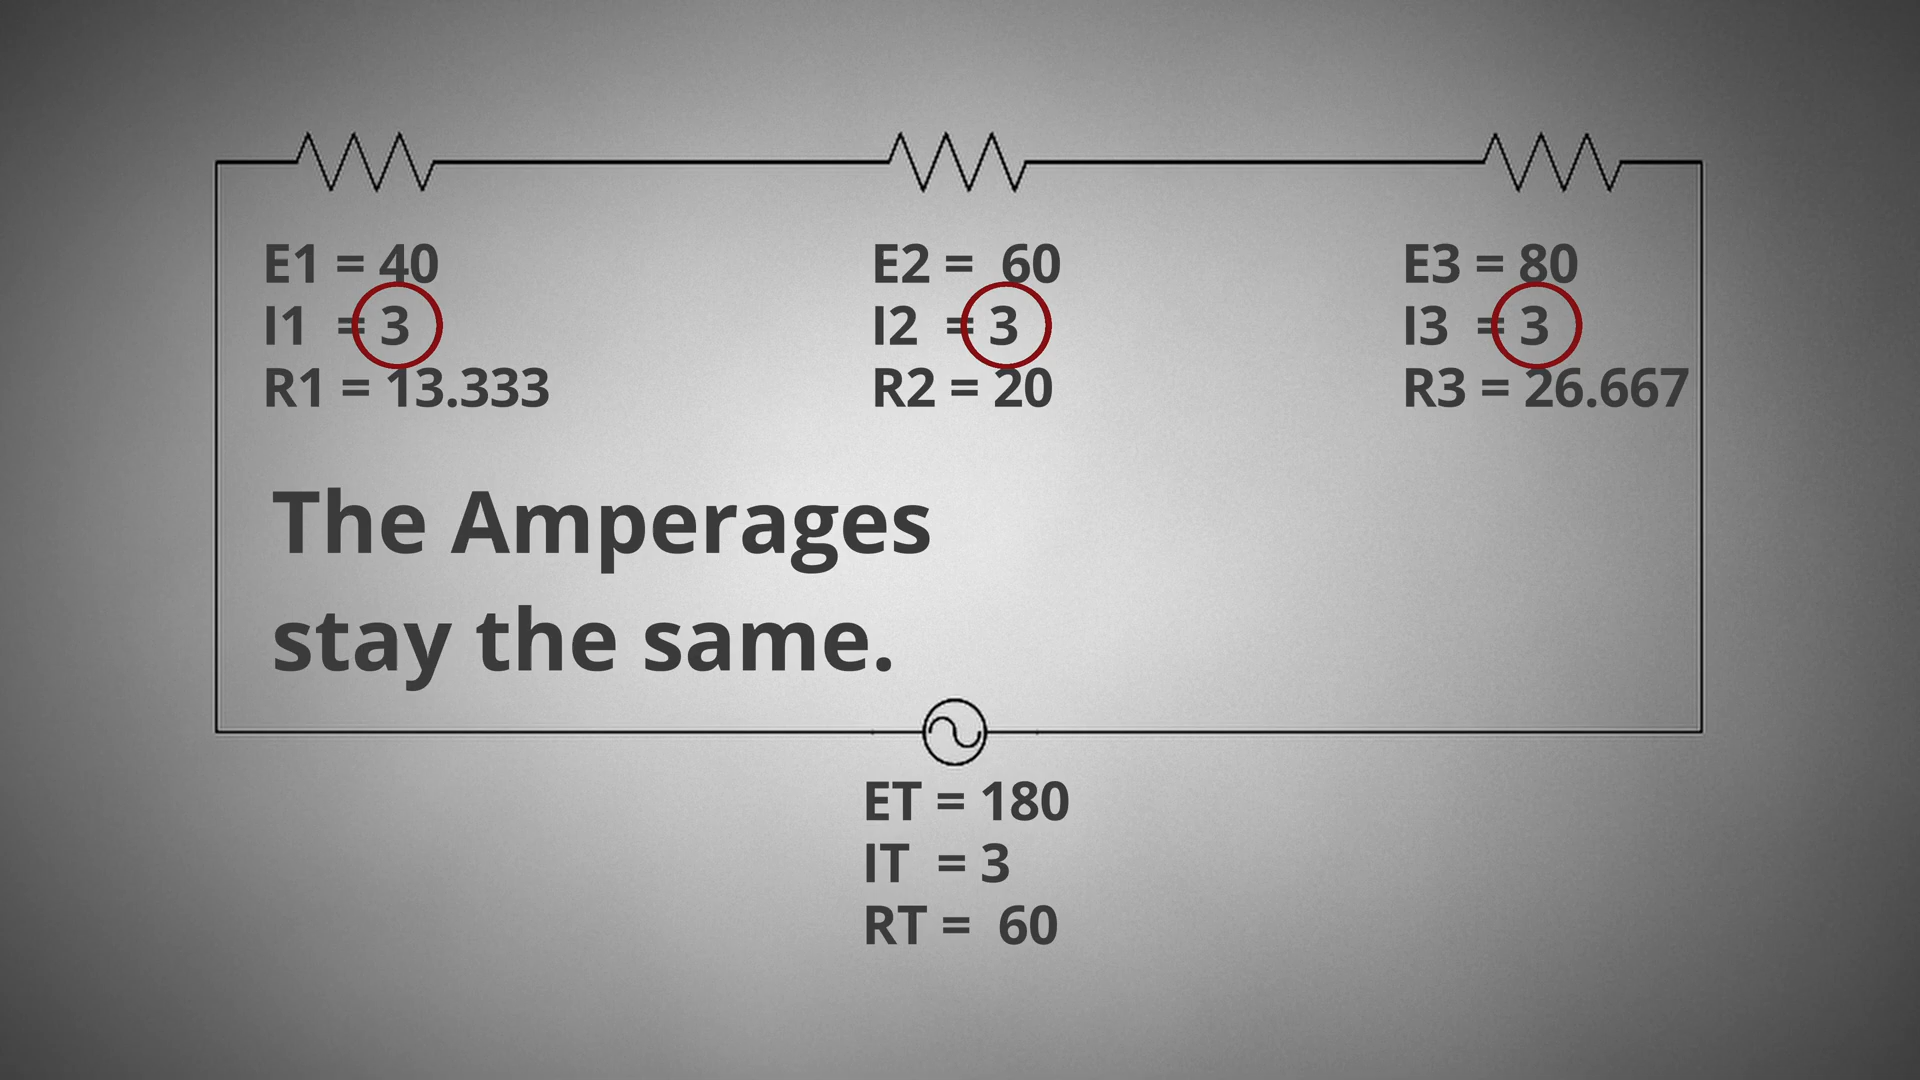 E1 = 40
I1 = 3
R1 = 13.333
E2 = 60
I2 = 3
R2 = 20
E3 = 80
I3 = 3
R3 = 26.667
The Amperages
stay the same.
ET = 180
IT = 3
RT = 60